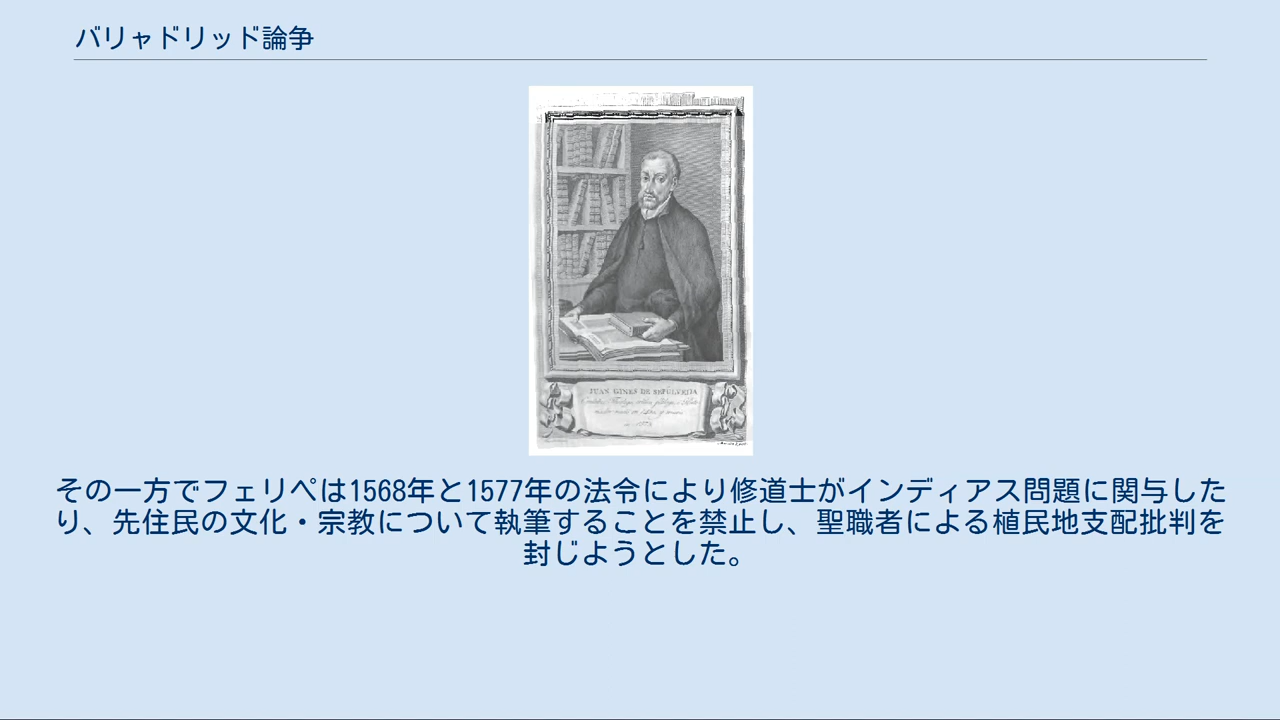 バリャドリッド論争
JUAN GINES DE SEPÚLVEDA
その一方でフェリペは1568年と1577年の法令により修道士がインディアス問題に関与した
り、先住民の文化・宗教について執筆することを禁止し、聖職者による植民地支配批判を
封じようとした。